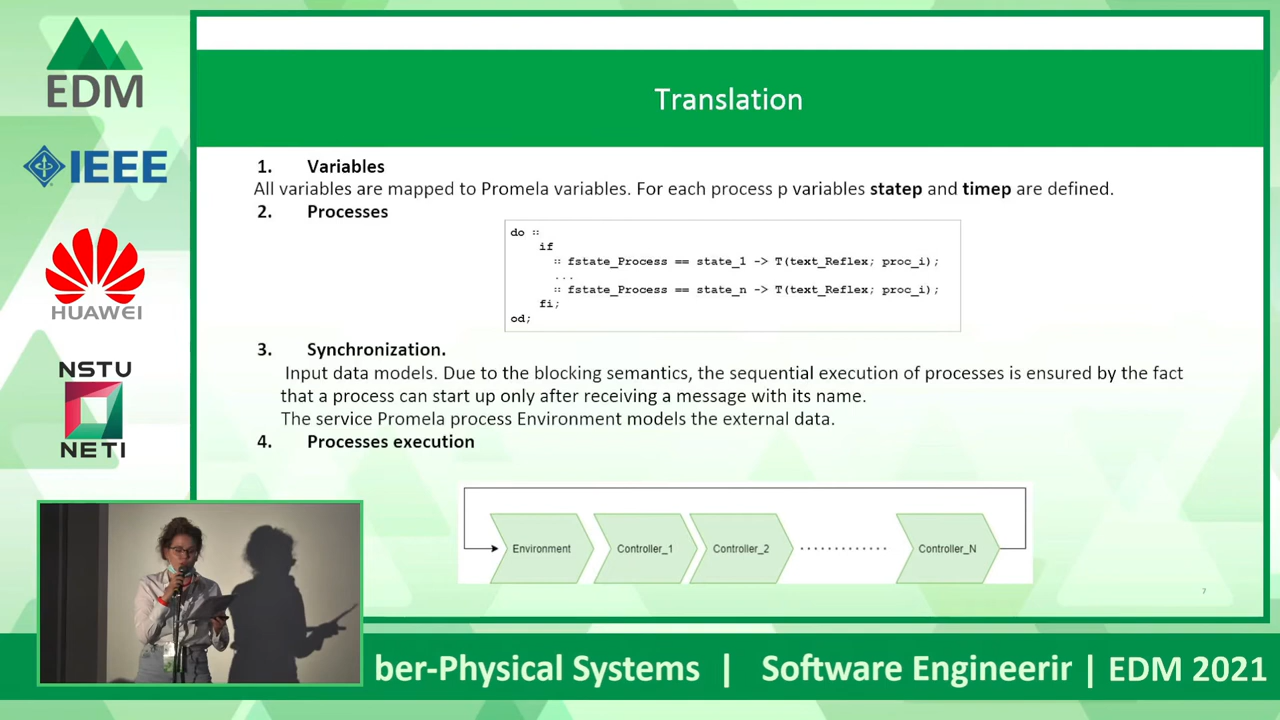 EDM
IEEE
HUAWEI
NSTU
NETI
Translation
1. Variables
All variables are mapped to Promela variables. For each process p variables statep and timep are defined.
2. Processes
do ::
if
:: fstate_Process == state_1 -> T(text_Reflex; proc_i);
...
:: fstate_Process == state_n -> T(text_Reflex; proc_i);
fi;
od;
3. Synchronization.
Input data models. Due to the blocking semantics, the sequential execution of processes is ensured by the fact
that a process can start up only after receiving a message with its name.
The service Promela process Environment models the external data.
4. Processes execution
Environment
Controller_1
Controller_2
Controller_N
7
ber-Physical Systems | Software Engineerir | EDM 2021